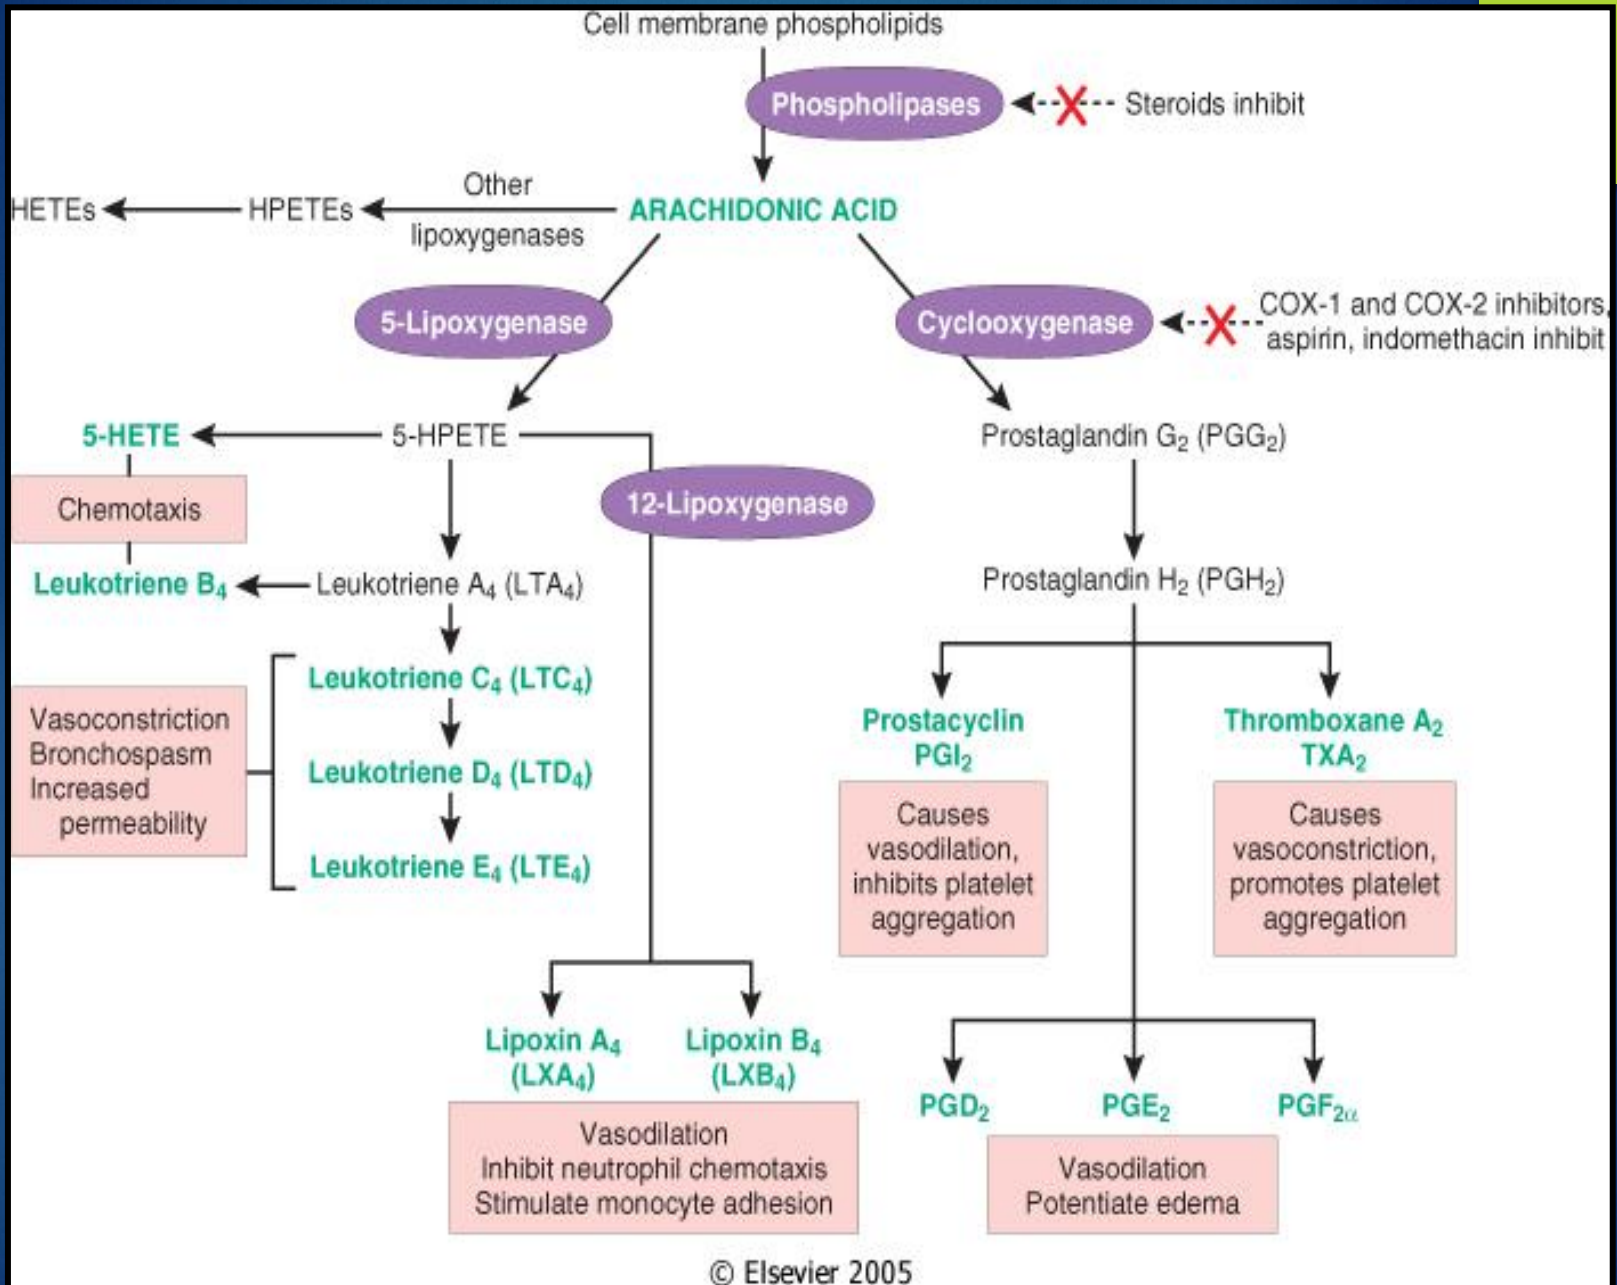 Cell membrane phospholipids
Phospholipases
Steroids inhibit
Other
HETEs
HPETEs
ARACHIDONIC ACID
lipoxygenases
5-Lipoxygenase
Cyclooxygenase
COX-1 and COX-2 inhibitors,
aspirin, indomethacin inhibit
5-HETE
5-HPETE
Prostaglandin G₂ (PGG₂)
Chemotaxis
12-Lipoxygenase
Leukotriene B₄
Leukotriene A₄ (LTA₄)
Prostaglandin H₂ (PGH₂)
Leukotriene C₄ (LTC₄)
Vasoconstriction
Bronchospasm
Increased
permeability
Leukotriene D₄ (LTD₄)
Leukotriene E₄ (LTE₄)
Prostacyclin
PGI₂
Causes
vasodilation,
inhibits platelet
aggregation
Thromboxane A₂
TXA₂
Causes
vasoconstriction,
promotes platelet
aggregation
Lipoxin A₄
(LXA₄)
Lipoxin B₄
(LXB₄)
Vasodilation
Inhibit neutrophil chemotaxis
Stimulate monocyte adhesion
PGD₂
PGE₂
PGF₂α
Vasodilation
Potentiate edema
© Elsevier 2005